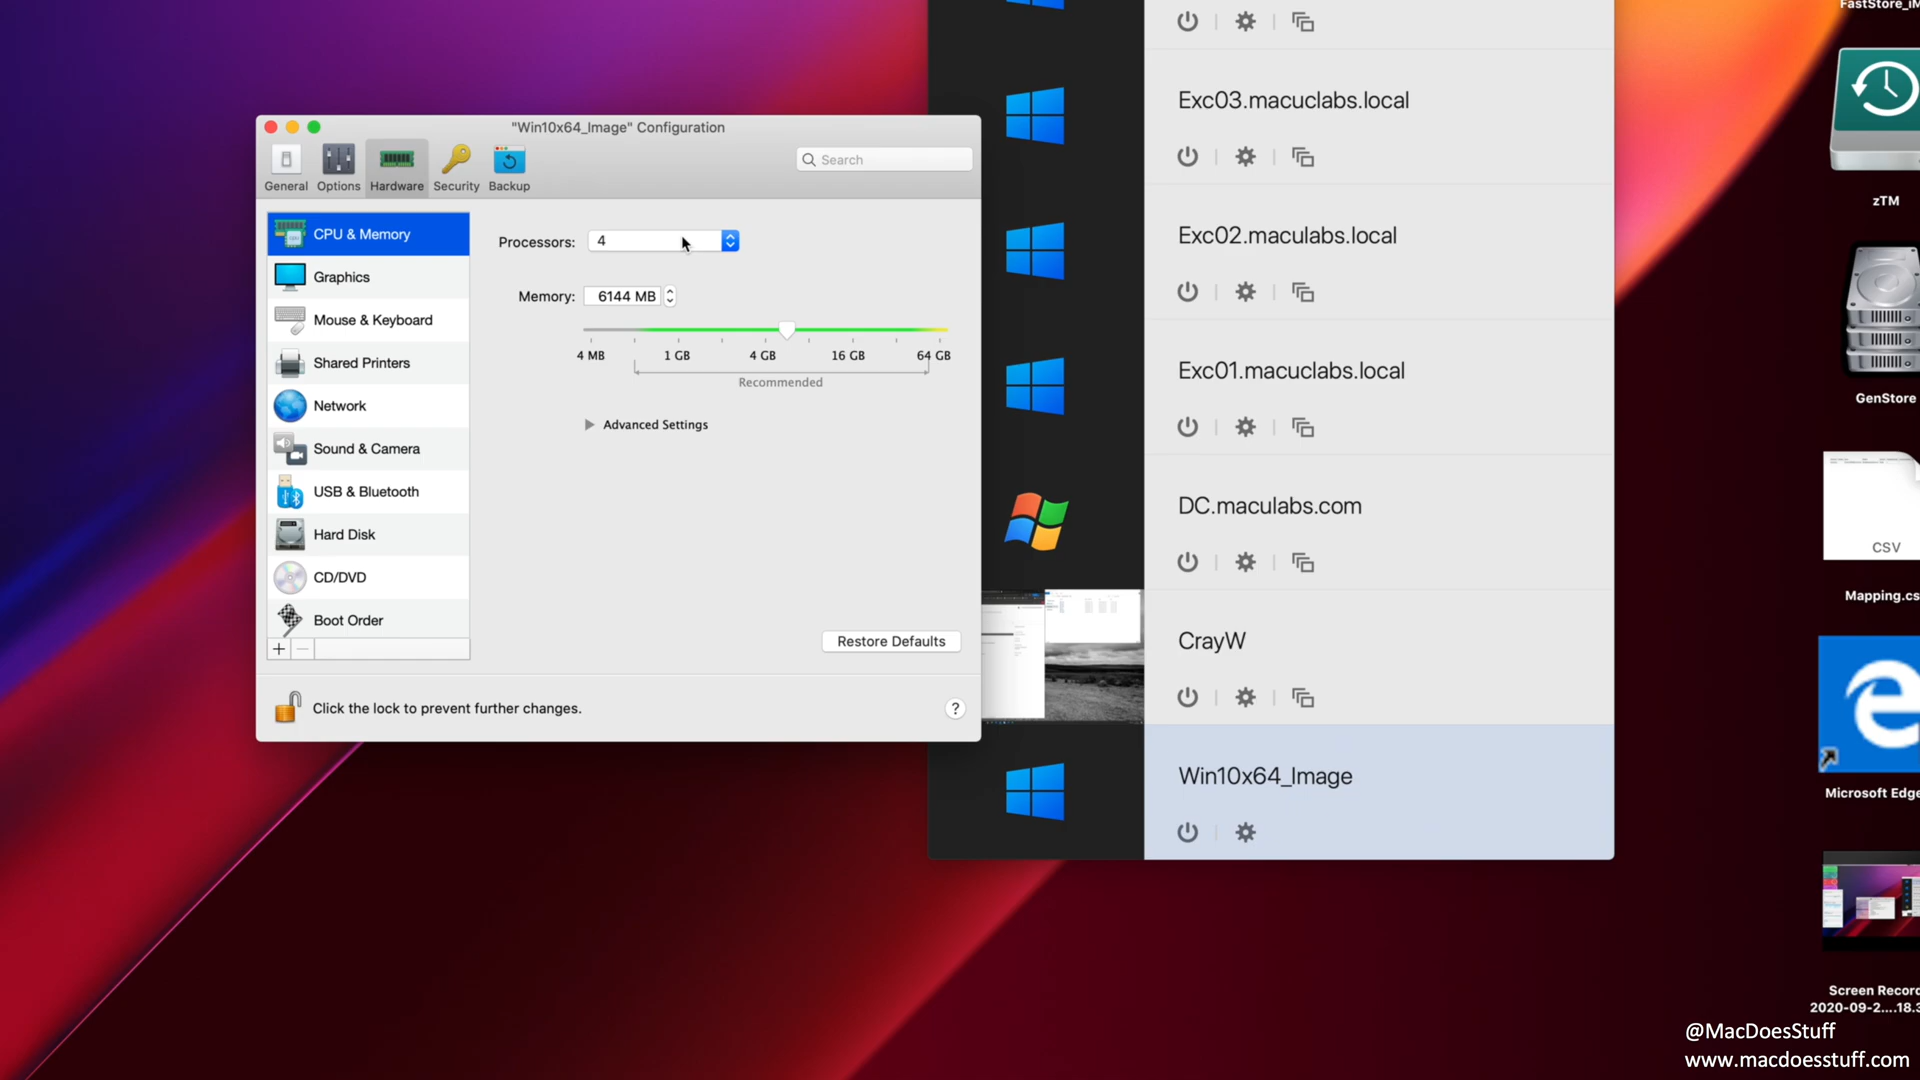 "Win10x64_Image" Configuration
General
Options
Hardware
Security
Backup
Search
CPU & Memory
Graphics
Mouse & Keyboard
Shared Printers
Network
Sound & Camera
USB & Bluetooth
Hard Disk
CD/DVD
Boot Order
+
−
Processors:
4
Memory:
6144 MB
4 MB
1 GB
4 GB
16 GB
64 GB
Recommended
Advanced Settings
Restore Defaults
Click the lock to prevent further changes.
?
Exc03.macuclabs.local
Exc02.maculabs.local
Exc01.macuclabs.local
DC.maculabs.com
CrayW
Win10x64_Image
FastStore_iM
zTM
GenStore
CSV
Mapping.cs
Microsoft Edge
Screen Record
2020-09-2....18.3
@MacDoesStuff
www.macdoesstuff.com